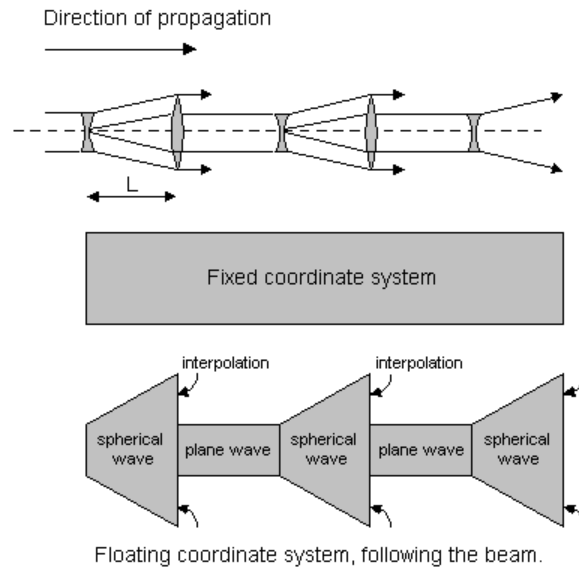 Direction of propagation
L
Fixed coordinate system
interpolation interpolation
spherical wave plane wave spherical wave plane wave spherical wave
Floating coordinate system, following the beam.